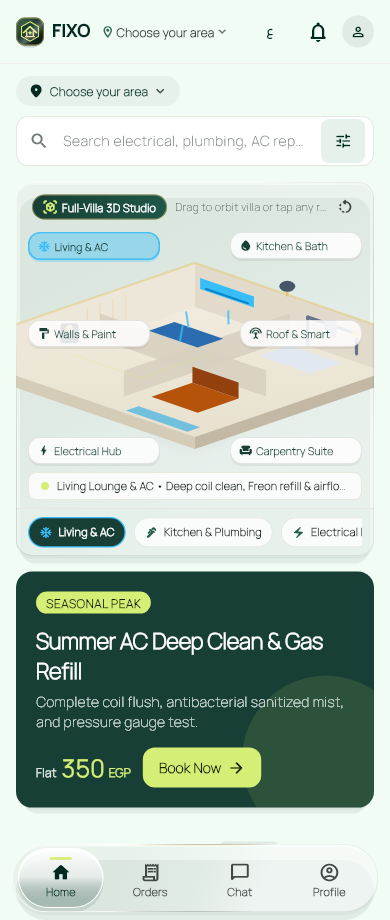 FIXO
Choose your area
ع
Choose your area
Search electrical, plumbing, AC rep...
Full-Villa 3D Studio
Drag to orbit villa or tap any r...
Living & AC
Kitchen & Bath
Walls & Paint
Roof & Smart
Electrical Hub
Carpentry Suite
Living Lounge & AC • Deep coil clean, Freon refill & airflo...
Living & AC
Kitchen & Plumbing
Electrical
SEASONAL PEAK
Summer AC Deep Clean & Gas
Refill
Complete coil flush, antibacterial sanitized mist,
and pressure gauge test.
Flat 350 EGP
Book Now
Home
Orders
Chat
Profile